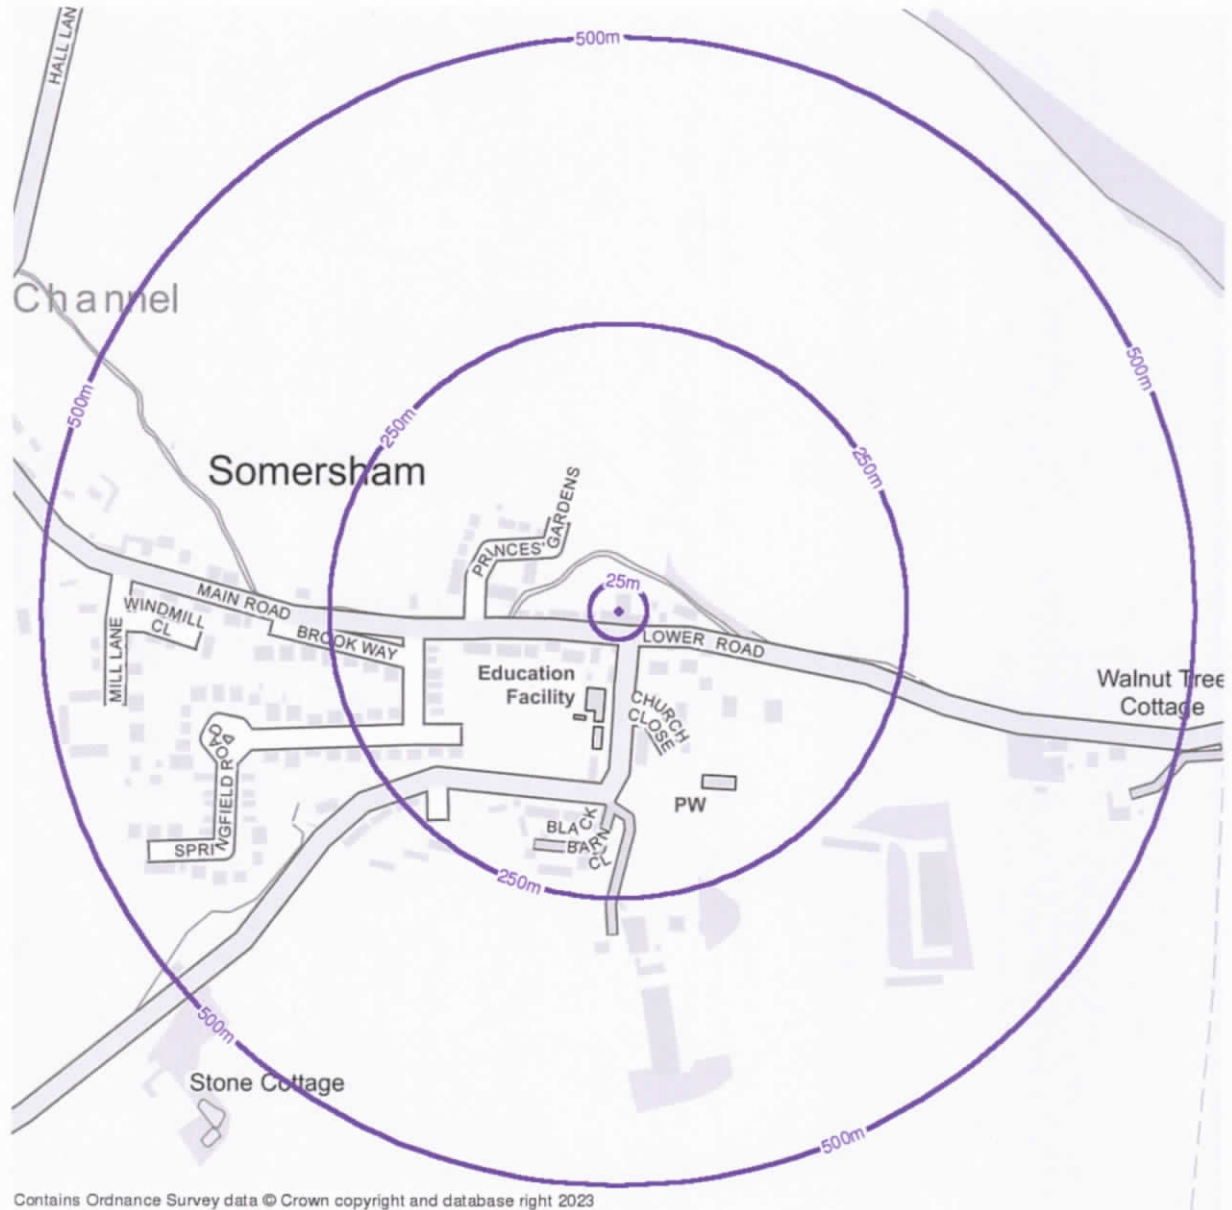 500m
HALL LAN
Channel
500m
500m
250m
250m
Somersham
PRINCES' GARDENS
25m
MAIN ROAD
WINDMILL
CL
BROOK WAY
LOWER ROAD
MILL LANE
Education
Facility
CHURCH
CLOSE
Walnut Tree
Cottage
SPRINGFIELD ROAD
PW
BLACK
BARN
CL
250m
500m
Stone Cottage
500m
Contains Ordnance Survey data © Crown copyright and database right 2023